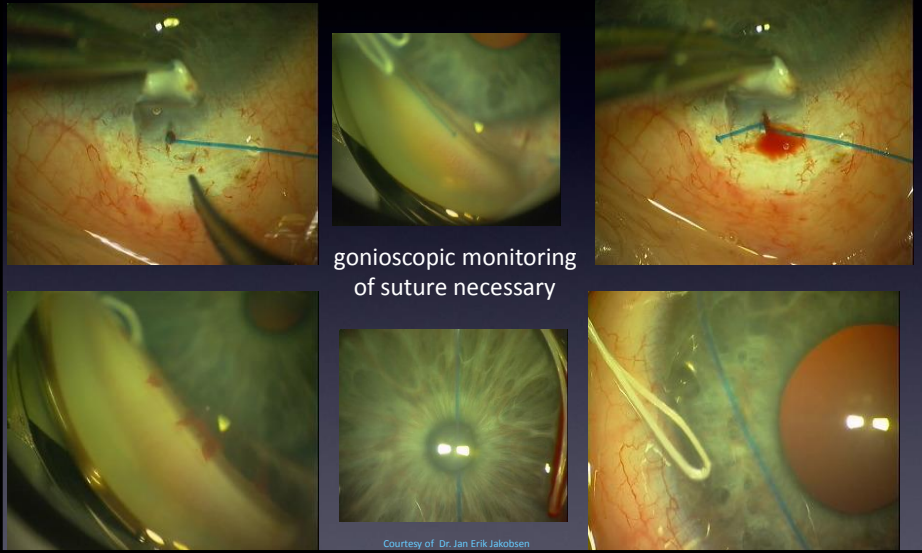 gonioscopic monitoring
of suture necessary
Courtesy of Dr. Jan Erik Jakobsen